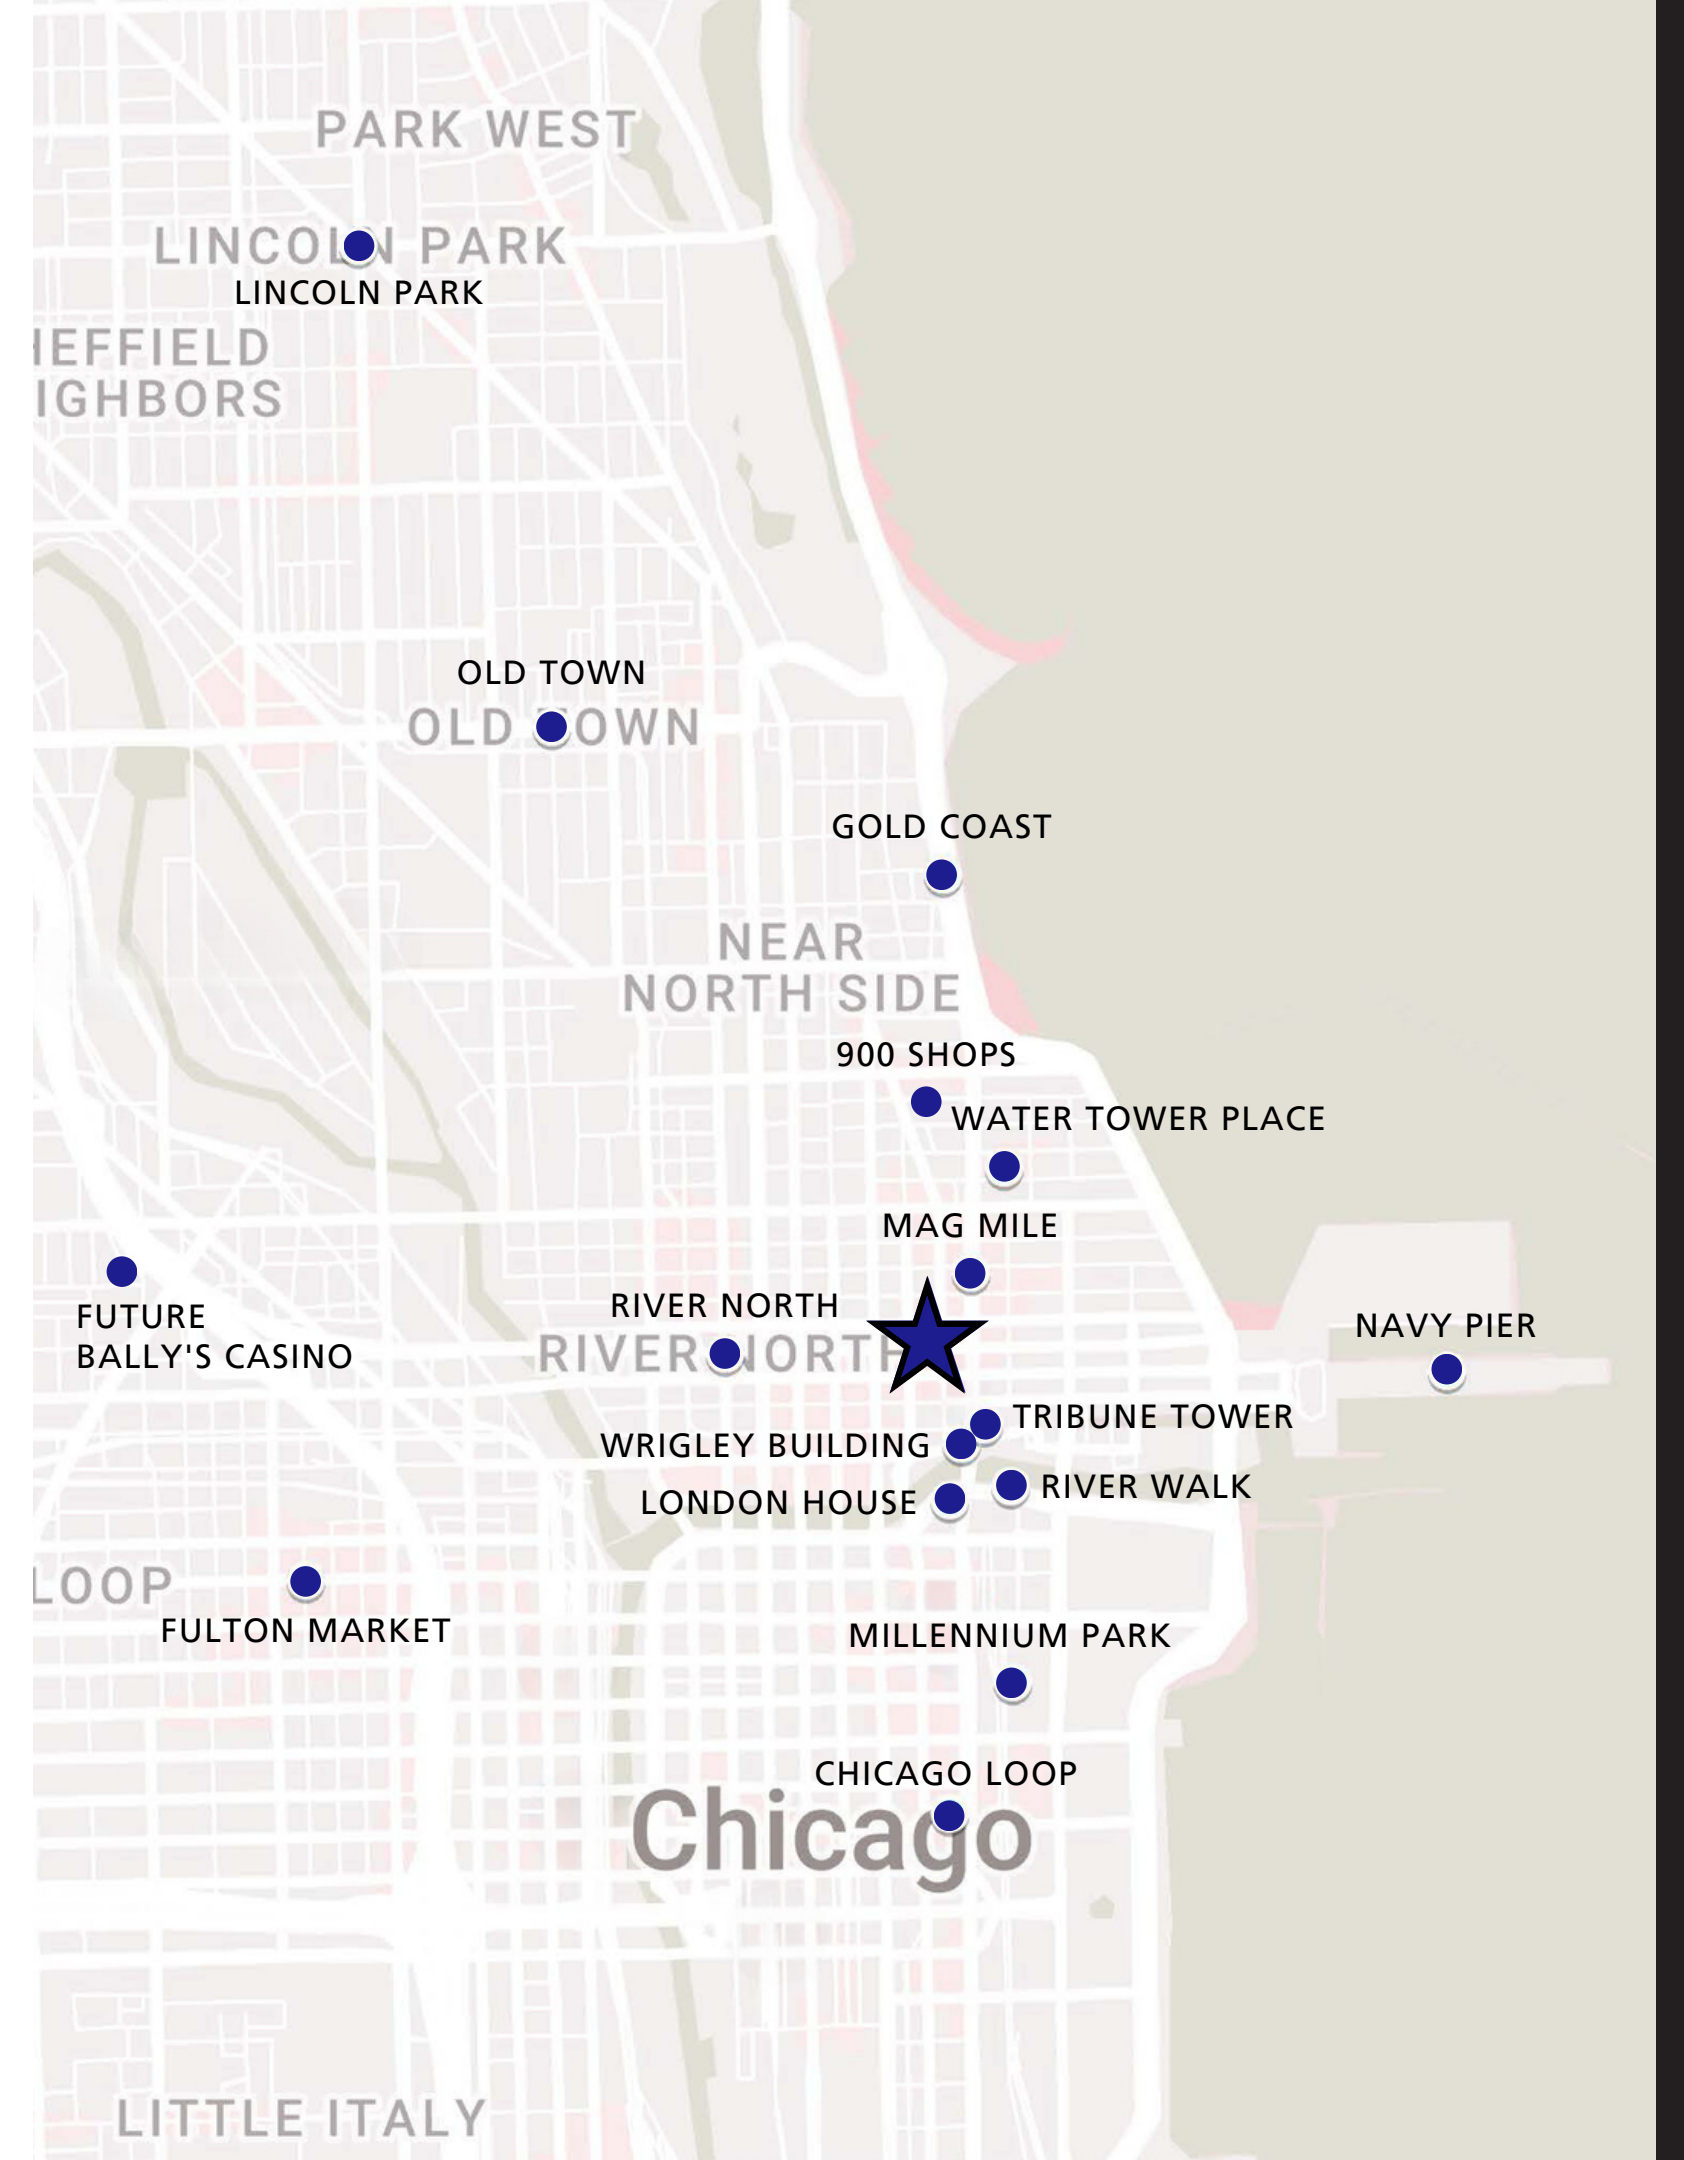 PARK WEST
LINCOLN PARK
LINCOLN PARK
HEFFIELD
IGHBORS
OLD TOWN
OLD TOWN
GOLD COAST
NEAR
NORTH SIDE
900 SHOPS
WATER TOWER PLACE
MAG MILE
FUTURE
BALLY'S CASINO
RIVER NORTH
RIVER NORTH
NAVY PIER
TRIBUNE TOWER
WRIGLEY BUILDING
RIVER WALK
LONDON HOUSE
LOOP
FULTON MARKET
MILLENNIUM PARK
CHICAGO LOOP
Chicago
LITTLE ITALY